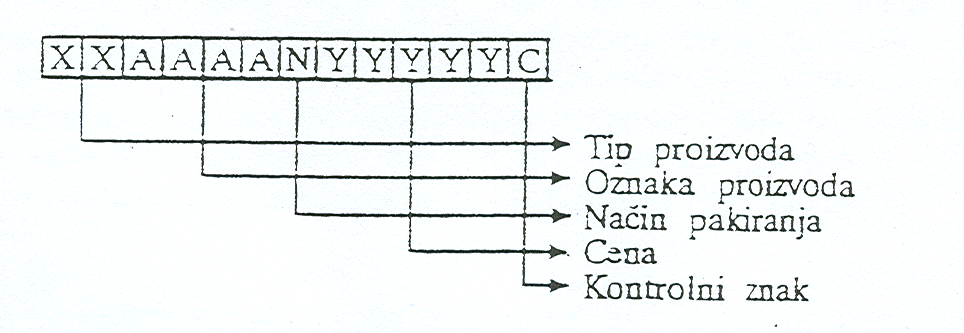 XXAAAANYYYYYC
Tip proizvoda
Oznaka proizvoda
Način pakiranja
Cena
Kontrolni znak